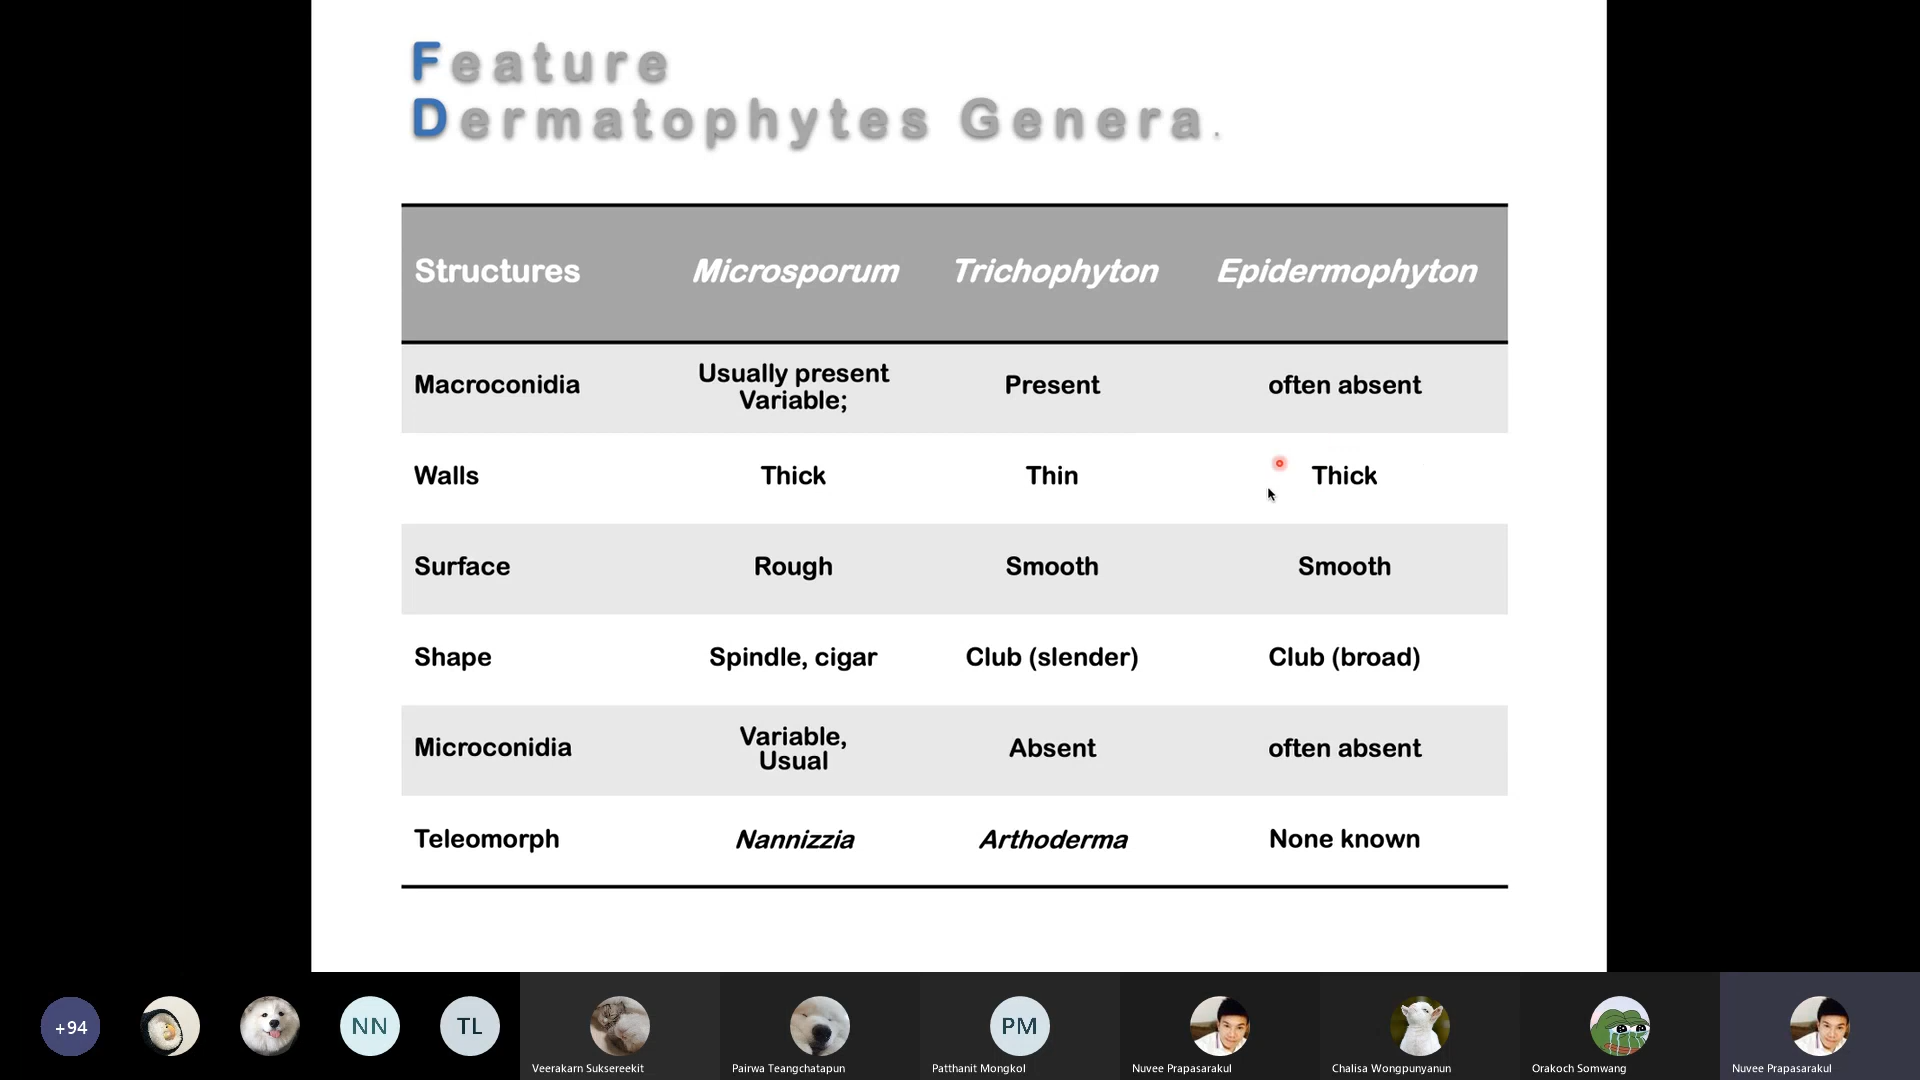 Feature
Dermatophytes Genera.
Structures Microsporum Trichophyton Epidermophyton
Macroconidia Usually present Variable; Present often absent
Walls Thick Thin Thick
Surface Rough Smooth Smooth
Shape Spindle, cigar Club (slender) Club (broad)
Microconidia Variable, Usual Absent often absent
Teleomorph Nannizzia Arthoderma None known
+94 NN TL PM
Veerakarn Suksereekit Pairwa Teangchatapun Patthanit Mongkol Nuvee Prapasarakul Chalisa Wongpunyanun Orakoch Somwang Nuvee Prapasarakul